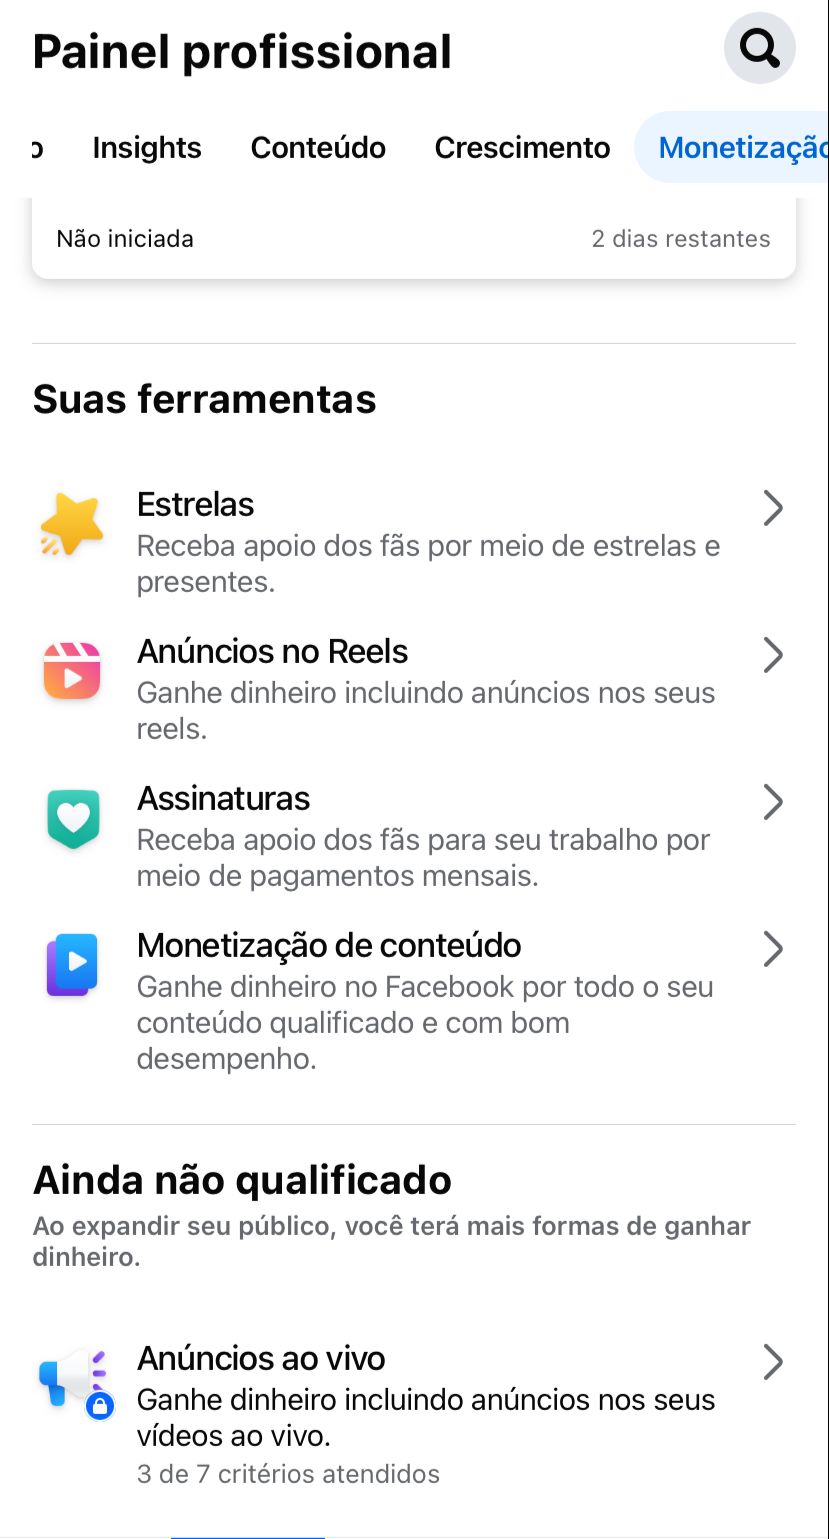 Painel profissional
o Insights Conteúdo Crescimento Monetização
Não iniciada 2 dias restantes
Suas ferramentas
Estrelas
Receba apoio dos fãs por meio de estrelas e
presentes.
Anúncios no Reels
Ganhe dinheiro incluindo anúncios nos seus
reels.
Assinaturas
Receba apoio dos fãs para seu trabalho por
meio de pagamentos mensais.
Monetização de conteúdo
Ganhe dinheiro no Facebook por todo o seu
conteúdo qualificado e com bom
desempenho.
Ainda não qualificado
Ao expandir seu público, você terá mais formas de ganhar
dinheiro.
Anúncios ao vivo
Ganhe dinheiro incluindo anúncios nos seus
vídeos ao vivo.
3 de 7 critérios atendidos